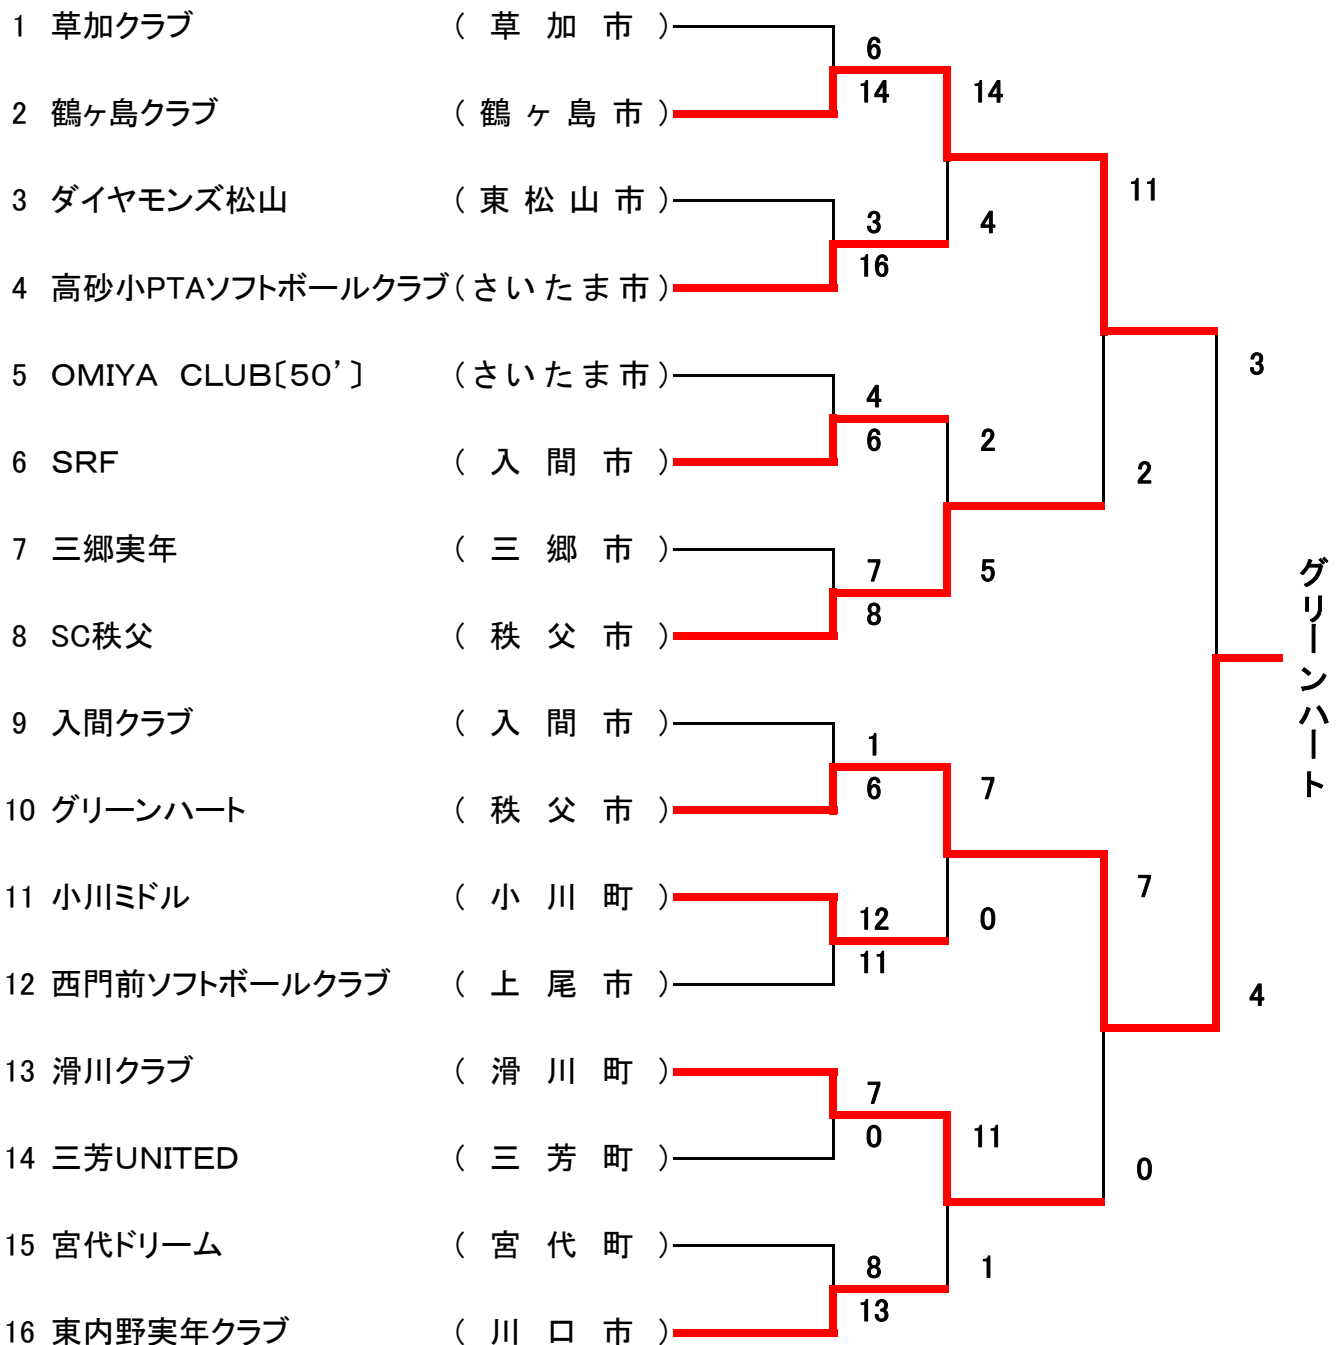 1 草加クラブ ( 草 加 市 )
6
14
14
2 鶴ヶ島クラブ ( 鶴 ヶ 島 市 )
11
3 ダイヤモンズ松山 ( 東 松 山 市 )
3
4
16
4 高砂小PTAソフトボールクラブ ( さ い た ま 市 )
3
5 OMIYA CLUB〔50'〕 ( さ い た ま 市 )
4
6
2
6 SRF ( 入 間 市 )
2
7 三郷実年 ( 三 郷 市 )
7
5
8
8 SC秩父 ( 秩 父 市 )
グリーンハート
9 入間クラブ ( 入 間 市 )
1
6
7
10 グリーンハート ( 秩 父 市 )
7
11 小川ミドル ( 小 川 町 )
12
0
11
12 西門前ソフトボールクラブ ( 上 尾 市 )
4
13 滑川クラブ ( 滑 川 町 )
7
0
11
14 三芳UNITED ( 三 芳 町 )
0
15 宮代ドリーム ( 宮 代 町 )
8
1
13
16 東内野実年クラブ ( 川 口 市 )